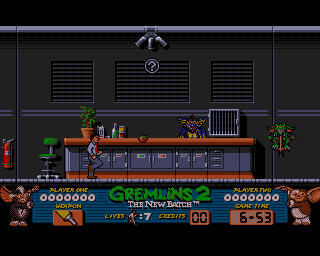 ?
PLAYER ONE
0000000
WEAPON
GREMLINS 2
THE NEW BATCH™
LIVES :7 CREDITS 00
PLAYER TWO
0000000
GAME TIME
6-53